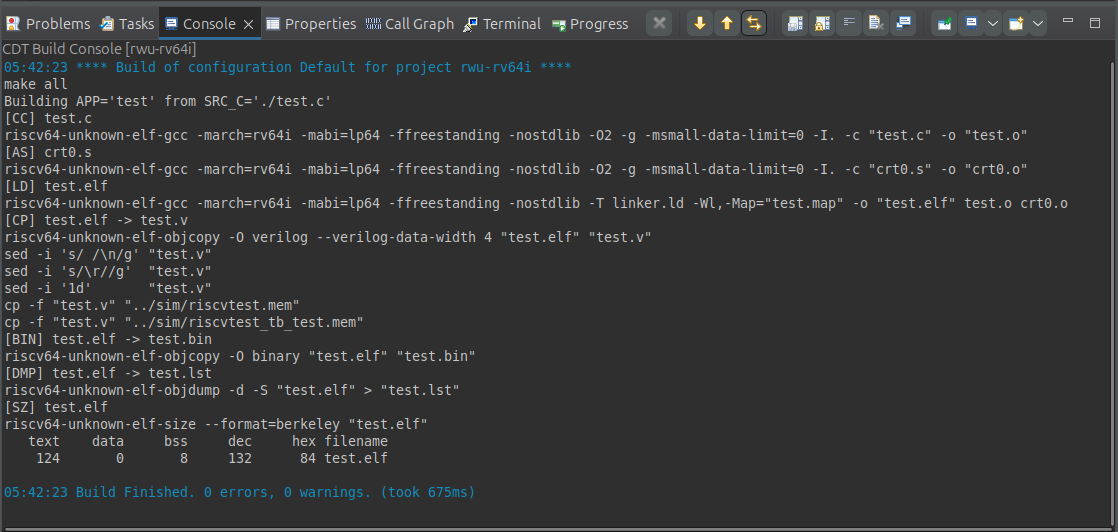 Problems Tasks Console Properties Call Graph Terminal Progress
CDT Build Console [rwu-rv64i]
05:42:23 **** Build of configuration Default for project rwu-rv64i ****
make all
Building APP='test' from SRC_C='./test.c'
[CC] test.c
riscv64-unknown-elf-gcc -march=rv64i -mabi=lp64 -ffreestanding -nostdlib -O2 -g -msmall-data-limit=0 -I. -c "test.c" -o "test.o"
[AS] crt0.s
riscv64-unknown-elf-gcc -march=rv64i -mabi=lp64 -ffreestanding -nostdlib -O2 -g -msmall-data-limit=0 -I. -c "crt0.s" -o "crt0.o"
[LD] test.elf
riscv64-unknown-elf-gcc -march=rv64i -mabi=lp64 -ffreestanding -nostdlib -T linker.ld -Wl,-Map="test.map" -o "test.elf" test.o crt0.o
[CP] test.elf -> test.v
riscv64-unknown-elf-objcopy -O verilog --verilog-data-width 4 "test.elf" "test.v"
sed -i 's/ /\n/g' "test.v"
sed -i 's/\r//g'  "test.v"
sed -i '1d'       "test.v"
cp -f "test.v" "../sim/riscvtest.mem"
cp -f "test.v" "../sim/riscvtest_tb_test.mem"
[BIN] test.elf -> test.bin
riscv64-unknown-elf-objcopy -O binary "test.elf" "test.bin"
[DMP] test.elf -> test.lst
riscv64-unknown-elf-objdump -d -S "test.elf" > "test.lst"
[SZ] test.elf
riscv64-unknown-elf-size --format=berkeley "test.elf"
   text    data     bss     dec     hex filename
    124       0       8     132      84 test.elf
05:42:23 Build Finished. 0 errors, 0 warnings. (took 675ms)